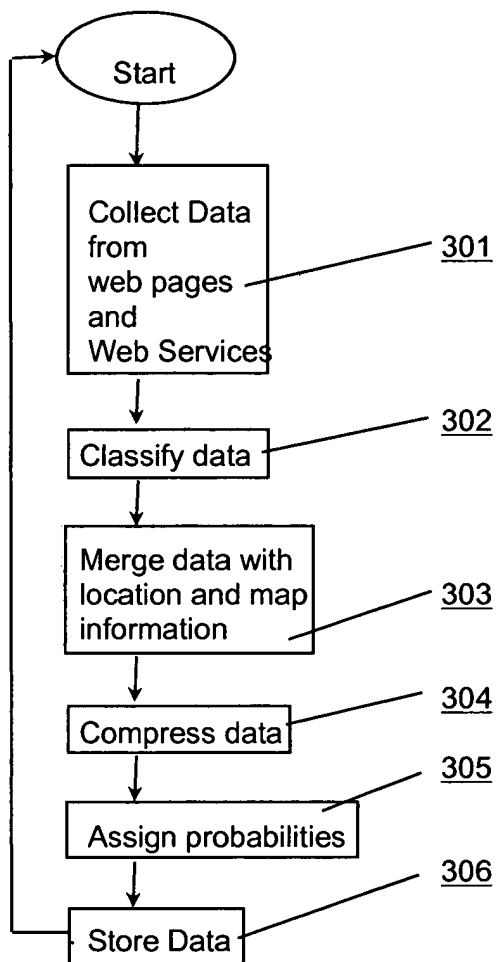 Start
Collect Data
from
web pages
and
Web Services
301
302
Classify data
Merge data with
location and map
information
303
304
Compress data
305
Assign probabilities
306
Store Data